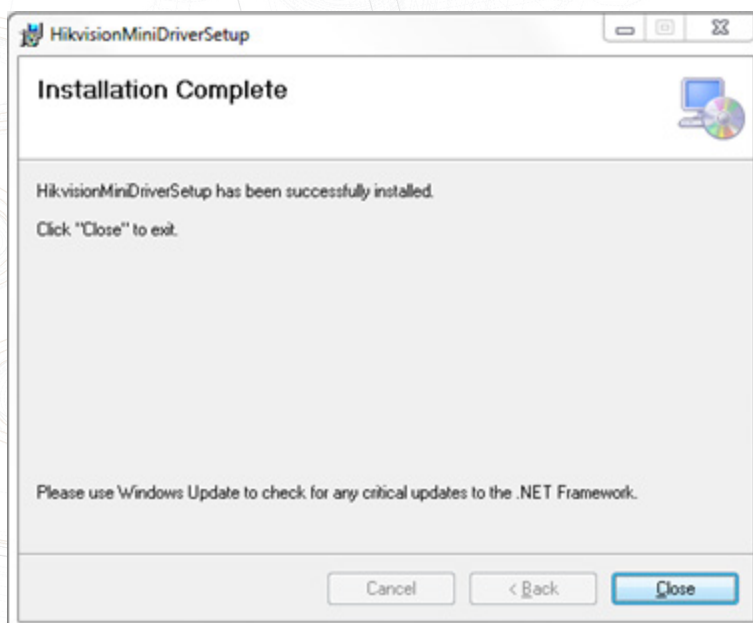 HikvisionMiniDriverSetup
Installation Complete
HikvisionMiniDriverSetup has been successfully installed.
Click "Close" to exit.
Please use Windows Update to check for any critical updates to the .NET Framework.
Cancel
< Back
Close